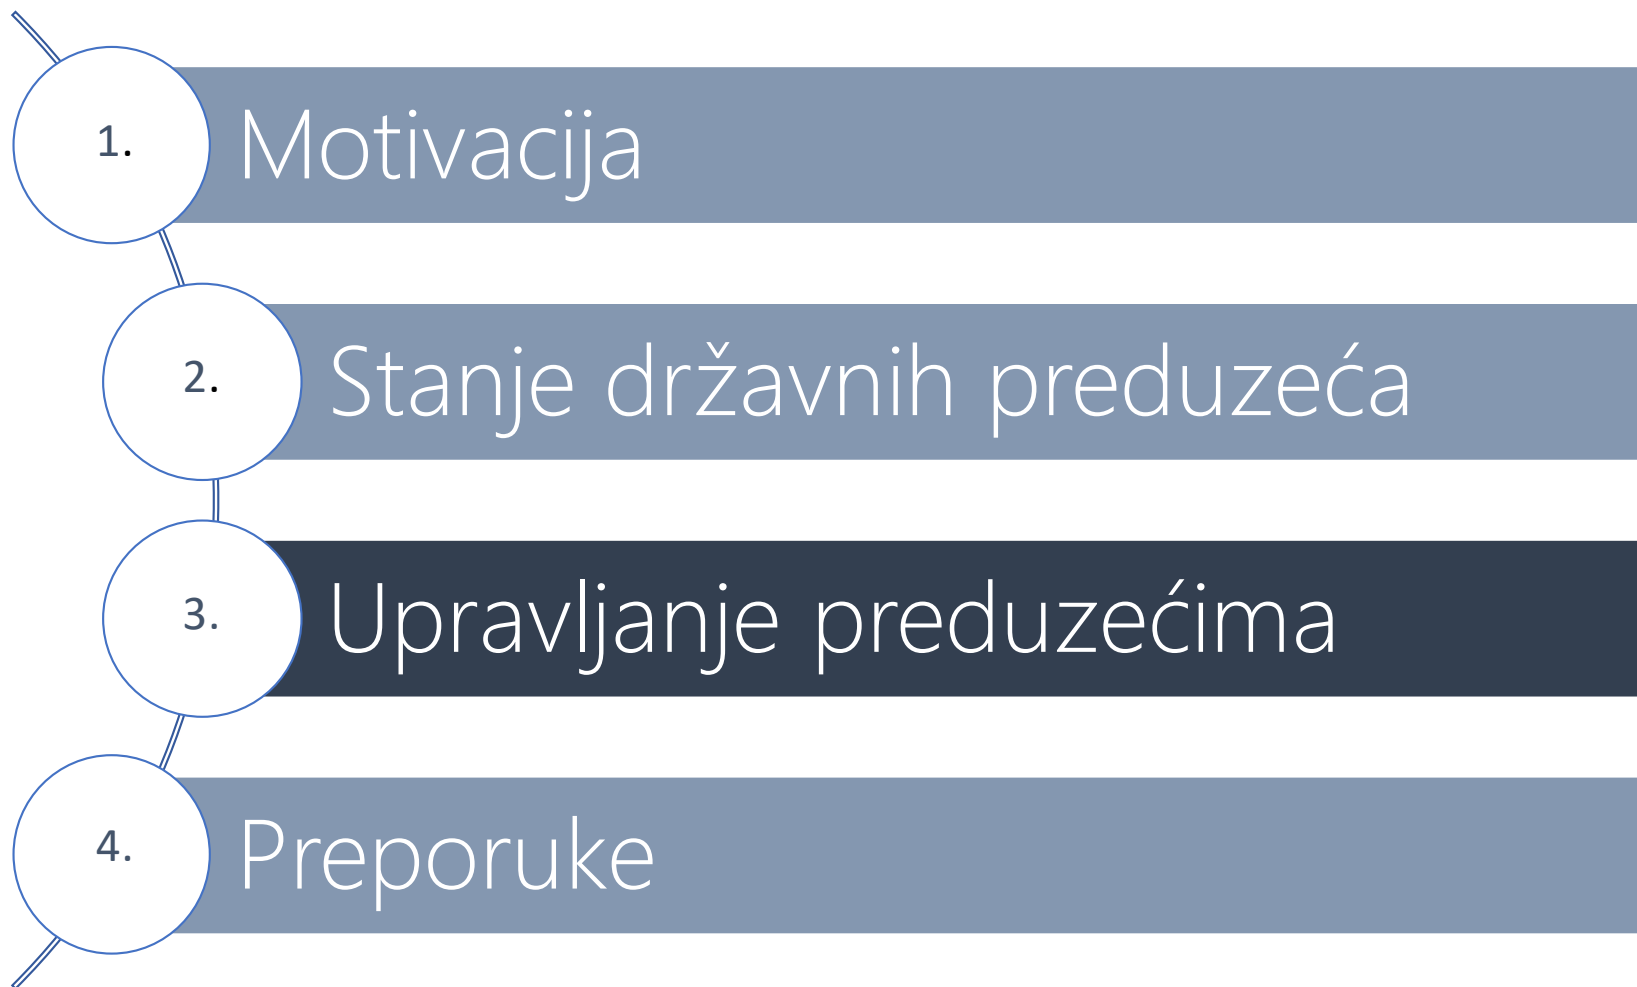 1. Motivacija
2. Stanje državnih preduzeća
3. Upravljanje preduzećima
4. Preporuke